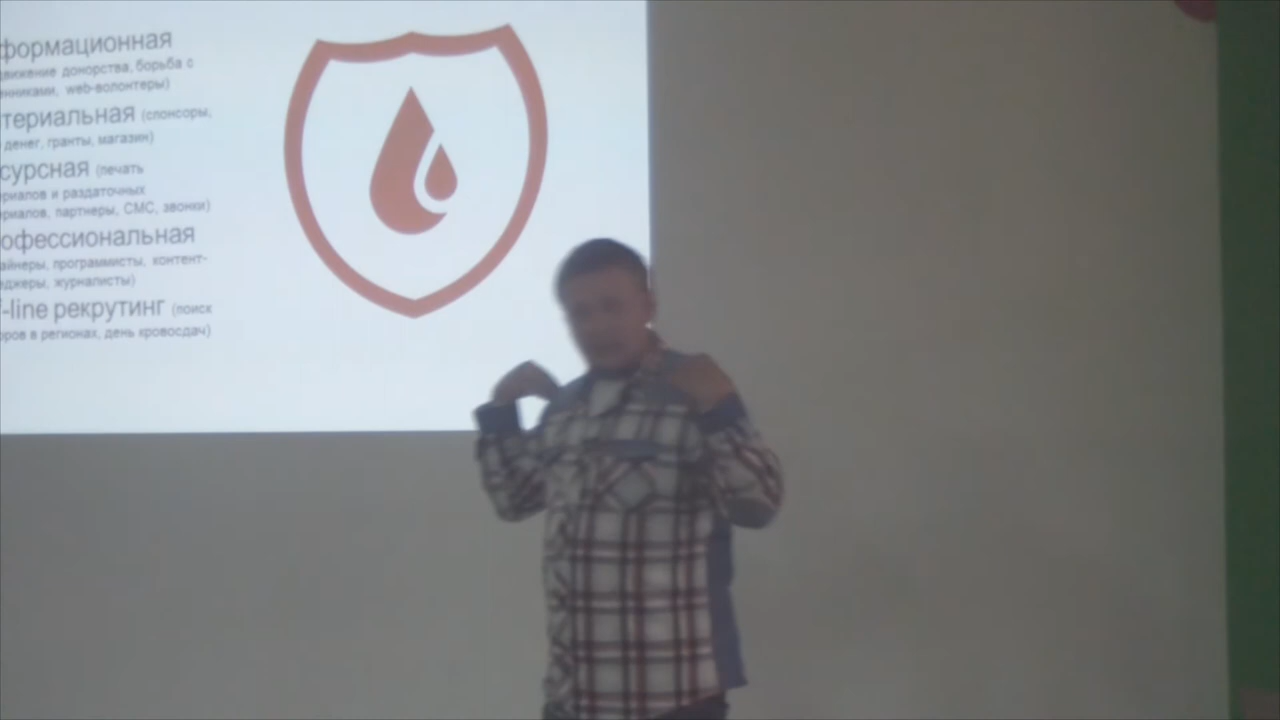 формационная
движение донорства, борьба с
нниками, web-волонтеры)
териальная (спонсоры,
денег, гранты, магазин)
сурсная (печать
риалов и раздаточных
риалов, партнеры, СМС, звонки)
офессиональная
айнеры, программисты, контент-
еджеры, журналисты)
-line рекрутинг (поиск
оров в регионах, день кровосдач)